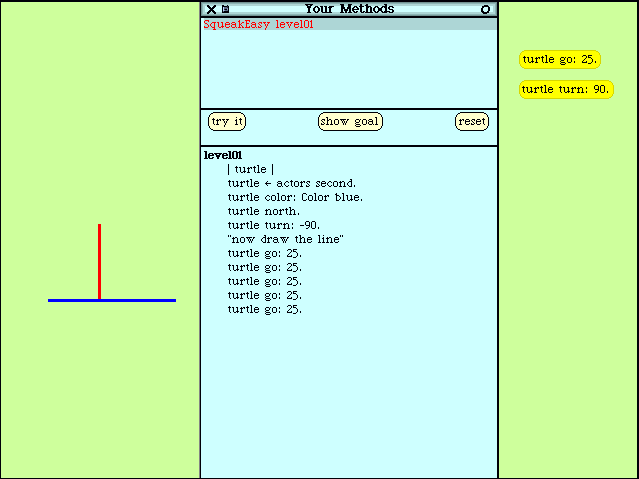 Your Methods
SqueakEasy level01
try it
show goal
reset
level01
| turtle |
turtle ← actors second.
turtle color: Color blue.
turtle north.
turtle turn: -90.
"now draw the line"
turtle go: 25.
turtle go: 25.
turtle go: 25.
turtle go: 25.
turtle go: 25.
turtle go: 25.
turtle turn: 90.